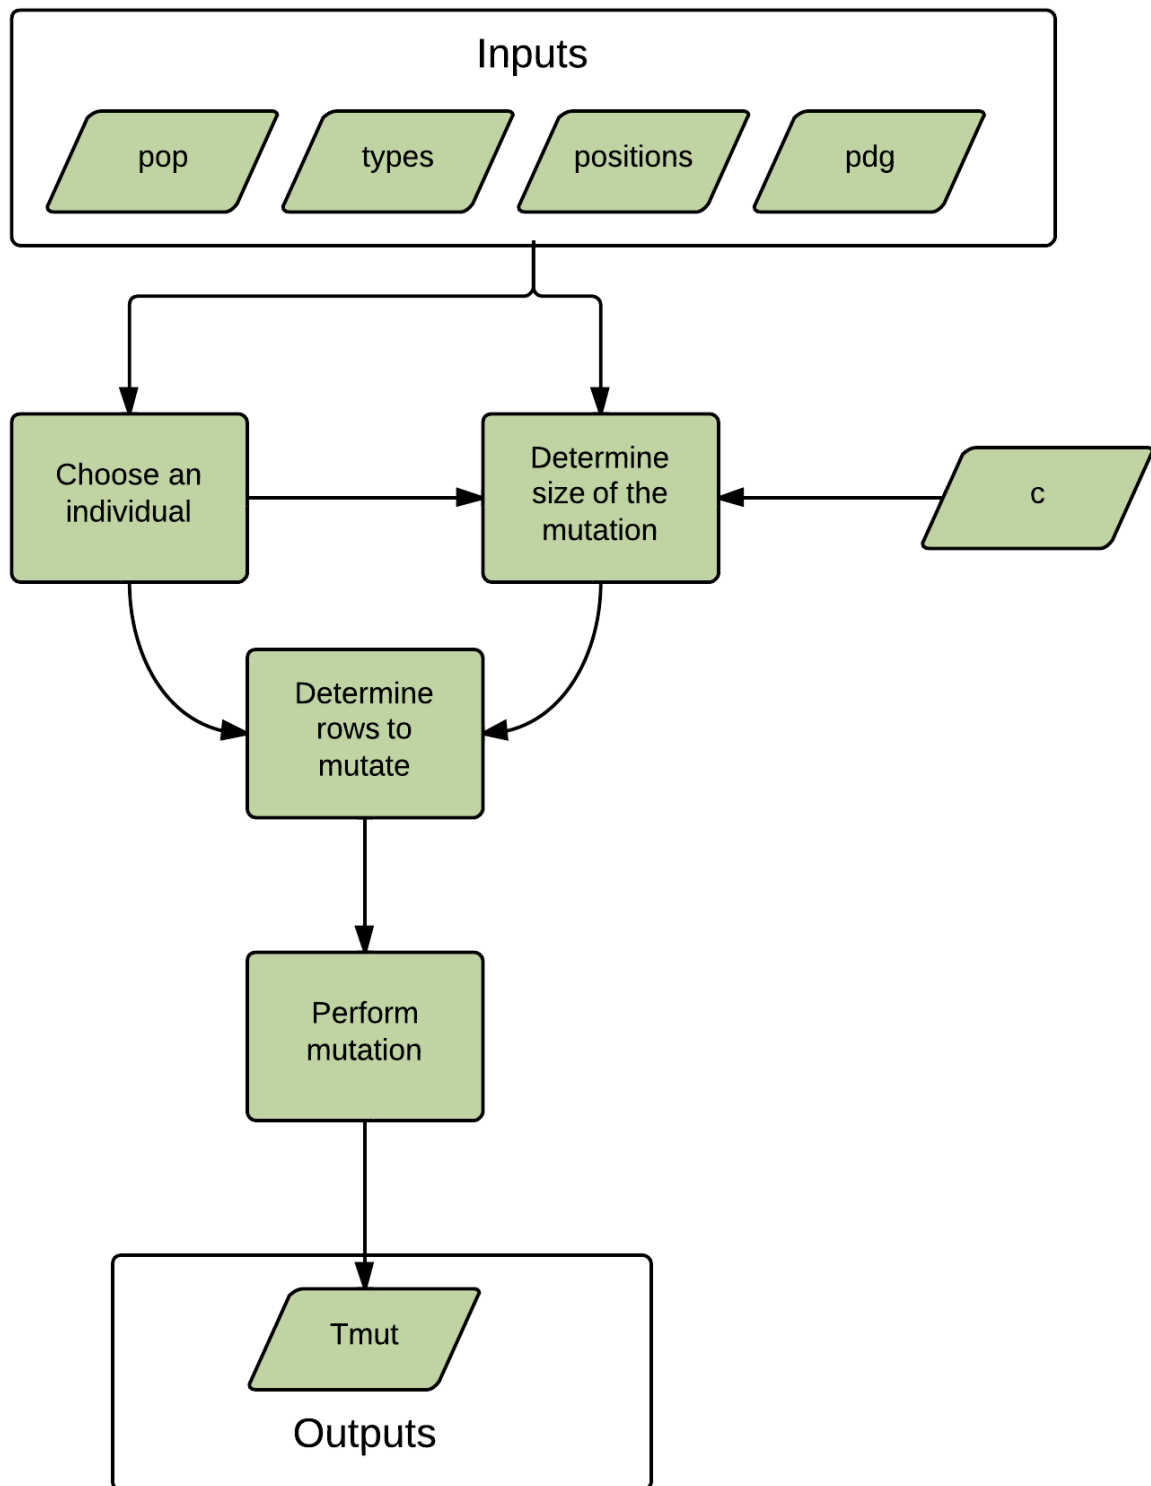 Inputs
pop
types
positions
pdg
Choose an
individual
Determine
size of the
mutation
c
Determine
rows to
mutate
Perform
mutation
Tmut
Outputs